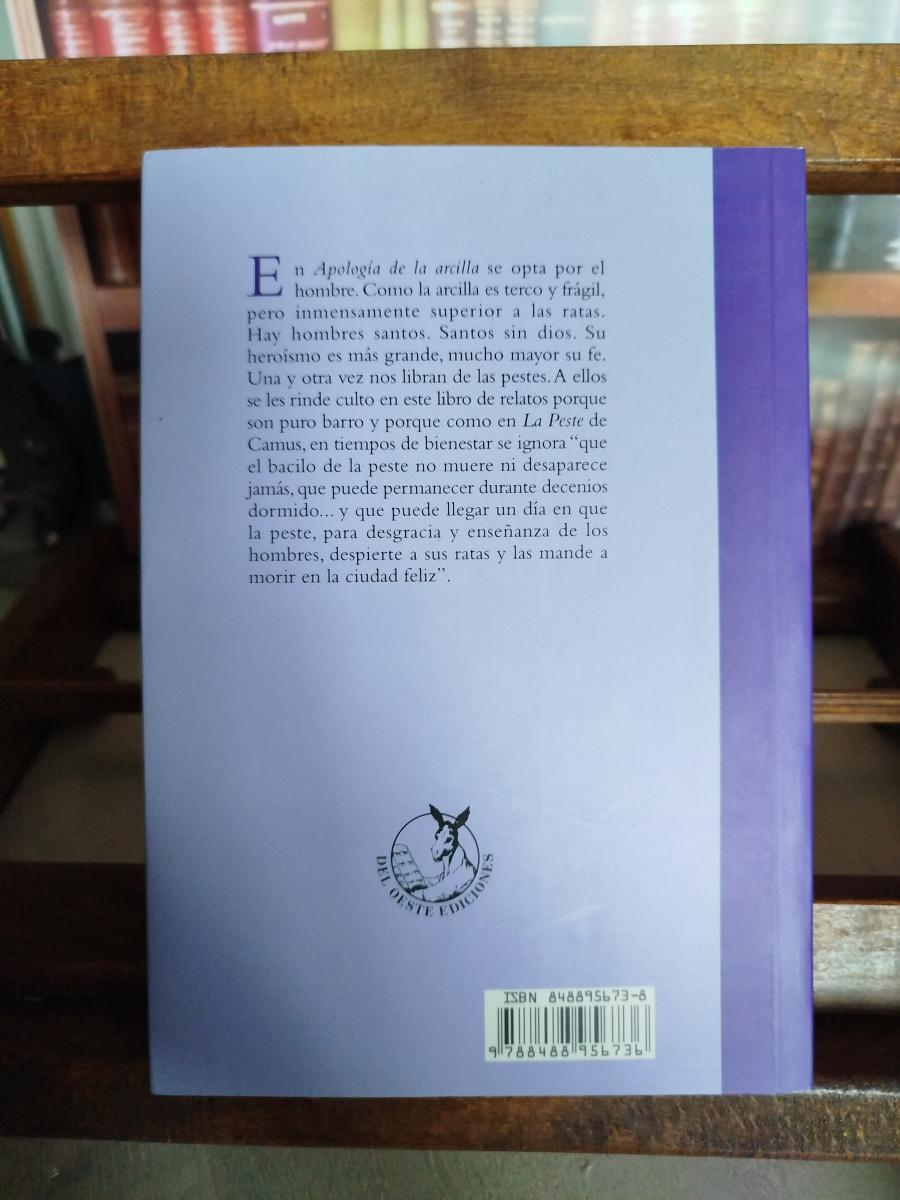 En Apología de la arcilla se opta por el
hombre. Como la arcilla es terco y frágil,
pero inmensamente superior a las ratas.
Hay hombres santos. Santos sin dios. Su
heroísmo es más grande, mucho mayor su fe.
Una y otra vez nos libran de las pestes. A ellos
se les rinde culto en este libro de relatos porque
son puro barro y porque como en La Peste de
Camus, en tiempos de bienestar se ignora “que
el bacilo de la peste no muere ni desaparece
jamás, que puede permanecer durante decenios
dormido... y que puede llegar un día en que
la peste, para desgracia y enseñanza de los
hombres, despierte a sus ratas y las mande a
morir en la ciudad feliz”.
DEL OESTE EDICIONES
ISBN 848895673-8
9 788488 956736